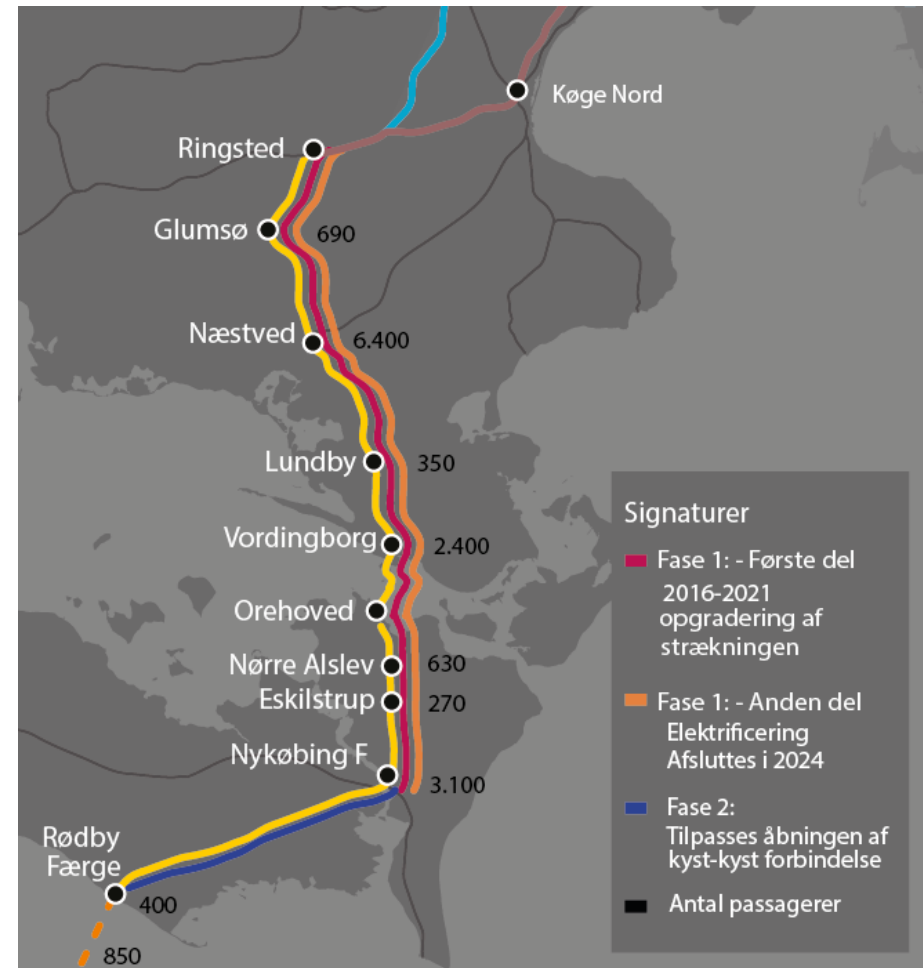 Køge Nord
Ringsted
Glumsø
690
Næstved
6.400
Lundby
350
Vordingborg
2.400
Orehoved
Nørre Alslev
630
Eskilstrup
270
Nykøbing F
3.100
Rødby
Færge
400
850
Signaturer
Fase 1: - Første del
2016-2021
opgradering af
strækningen
Fase 1: - Anden del
Elektrificering
Afsluttes i 2024
Fase 2:
Tilpasses åbningen af
kyst-kyst forbindelse
Antal passagerer